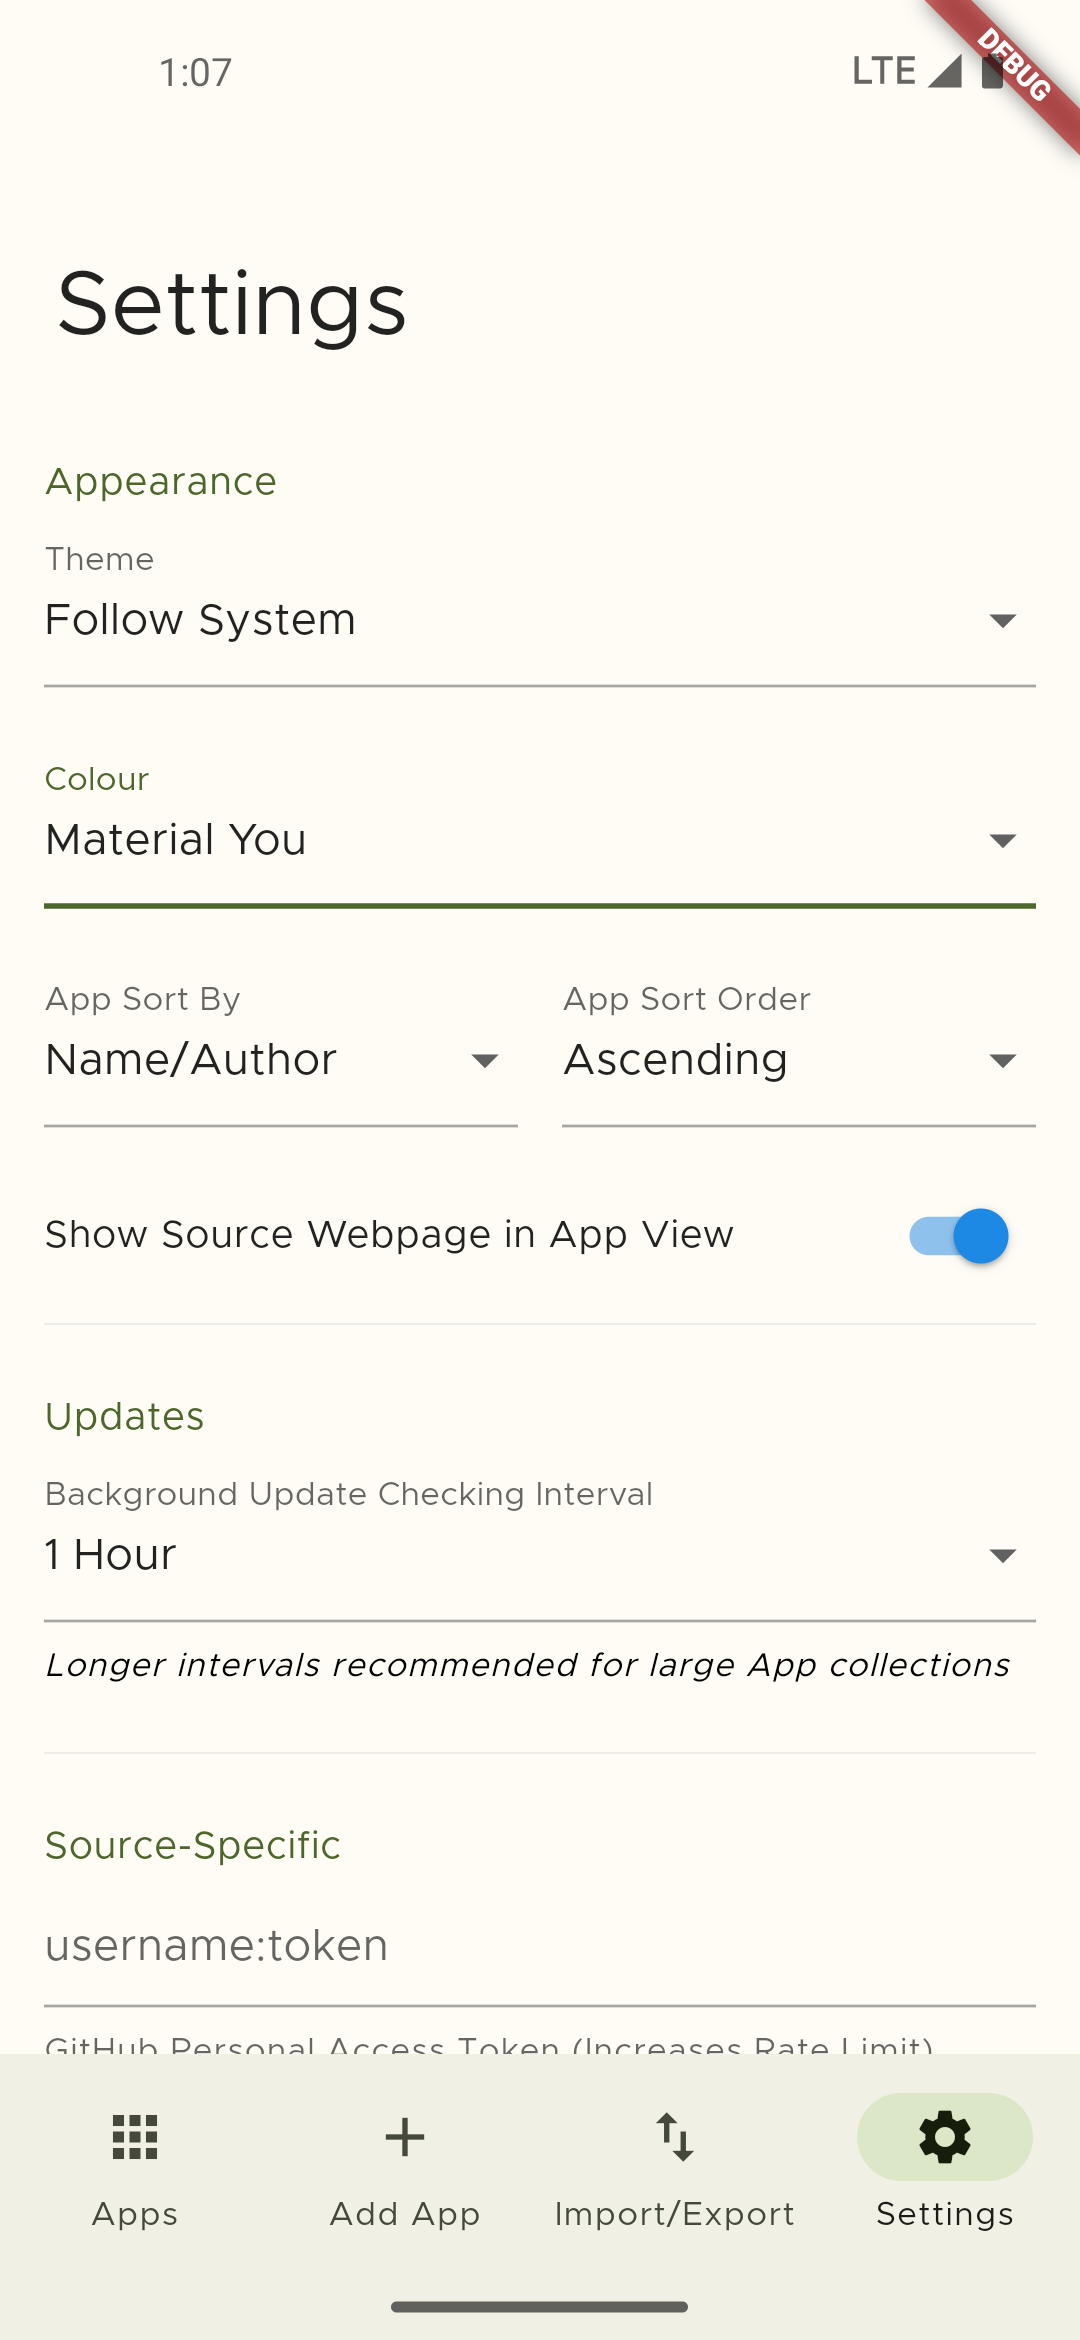 1:07
LTE
DEBUG
Settings
Appearance
Theme
Follow System
Colour
Material You
App Sort By
App Sort Order
Name/Author
Ascending
Show Source Webpage in App View
Updates
Background Update Checking Interval
1 Hour
Longer intervals recommended for large App collections
Source-Specific
username:token
GitHub Personal Access Token (Increases Rate Limit)
Apps
Add App
Import/Export
Settings